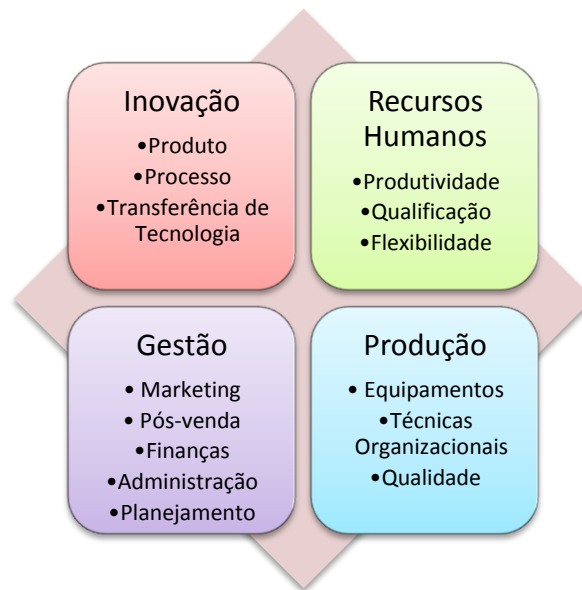 Inovação
•Produto
•Processo
•Transferência de
Tecnologia
Recursos
Humanos
•Produtividade
•Qualificação
•Flexibilidade
Gestão
• Marketing
• Pós-venda
•Finanças
•Administração
•Planejamento
Produção
• Equipamentos
•Técnicas
Organizacionais
•Qualidade